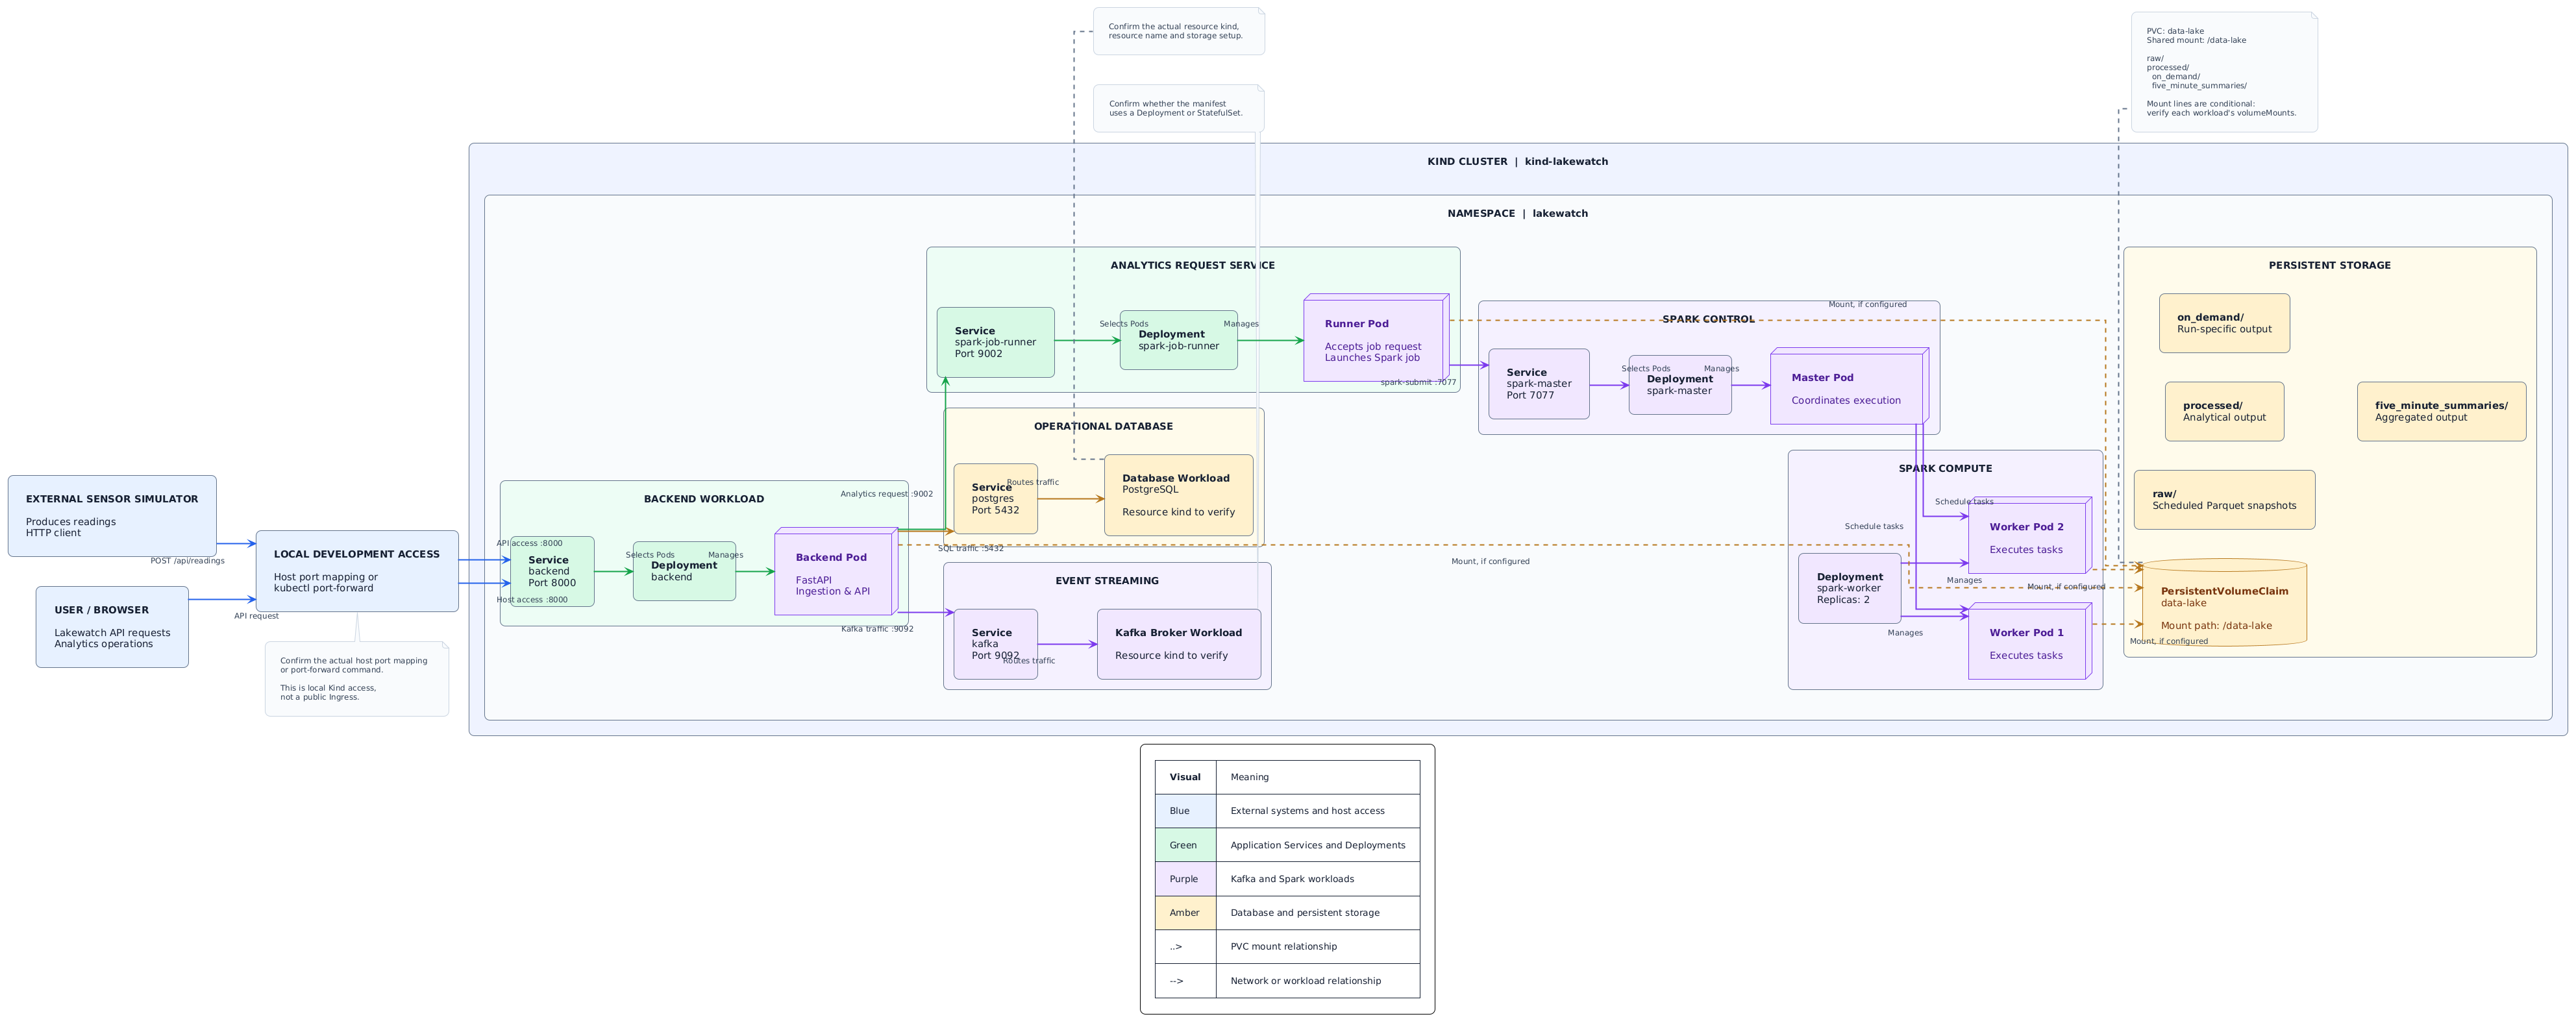 Confirm the actual resource kind,
resource name and storage setup.
Confirm whether the manifest
uses a Deployment or StatefulSet.
PVC: data-lake
Shared mount: /data-lake
raw/
processed/
on_demand/
five_minute_summaries/
Mount lines are conditional:
verify each workload's volumeMounts.
KIND CLUSTER | kind-lakewatch
NAMESPACE | lakewatch
ANALYTICS REQUEST SERVICE
Service
spark-job-runner
Port 9002
Selects Pods
Deployment
spark-job-runner
Manages
Runner Pod
Accepts job request
Launches Spark job
spark-submit :7077
Mount, if configured
SPARK CONTROL
Service
spark-master
Port 7077
Selects Pods
Deployment
spark-master
Manages
Master Pod
Coordinates execution
PERSISTENT STORAGE
on_demand/
Run-specific output
processed/
Analytical output
five_minute_summaries/
Aggregated output
raw/
Scheduled Parquet snapshots
PersistentVolumeClaim
data-lake
Mount path: /data-lake
Mount, if configured
OPERATIONAL DATABASE
Service
postgres
Port 5432
Routes traffic
Database Workload
PostgreSQL
Resource kind to verify
SPARK COMPUTE
Schedule tasks
Schedule tasks
Worker Pod 2
Executes tasks
Deployment
spark-worker
Replicas: 2
Manages
Mount, if configured
Manages
Worker Pod 1
Executes tasks
EXTERNAL SENSOR SIMULATOR
Produces readings
HTTP client
POST /api/readings
USER / BROWSER
Lakewatch API requests
Analytics operations
API request
LOCAL DEVELOPMENT ACCESS
Host port mapping or
kubectl port-forward
Confirm the actual host port mapping
or port-forward command.
This is local Kind access,
not a public Ingress.
BACKEND WORKLOAD
Analytics request :9002
API access :8000
Service
backend
Port 8000
Host access :8000
Selects Pods
Deployment
backend
Manages
Backend Pod
FastAPI
Ingestion & API
SQL traffic :5432
Mount, if configured
Kafka traffic :9092
EVENT STREAMING
Service
kafka
Port 9092
Routes traffic
Kafka Broker Workload
Resource kind to verify
Visual Meaning
Blue External systems and host access
Green Application Services and Deployments
Purple Kafka and Spark workloads
Amber Database and persistent storage
..> PVC mount relationship
--> Network or workload relationship